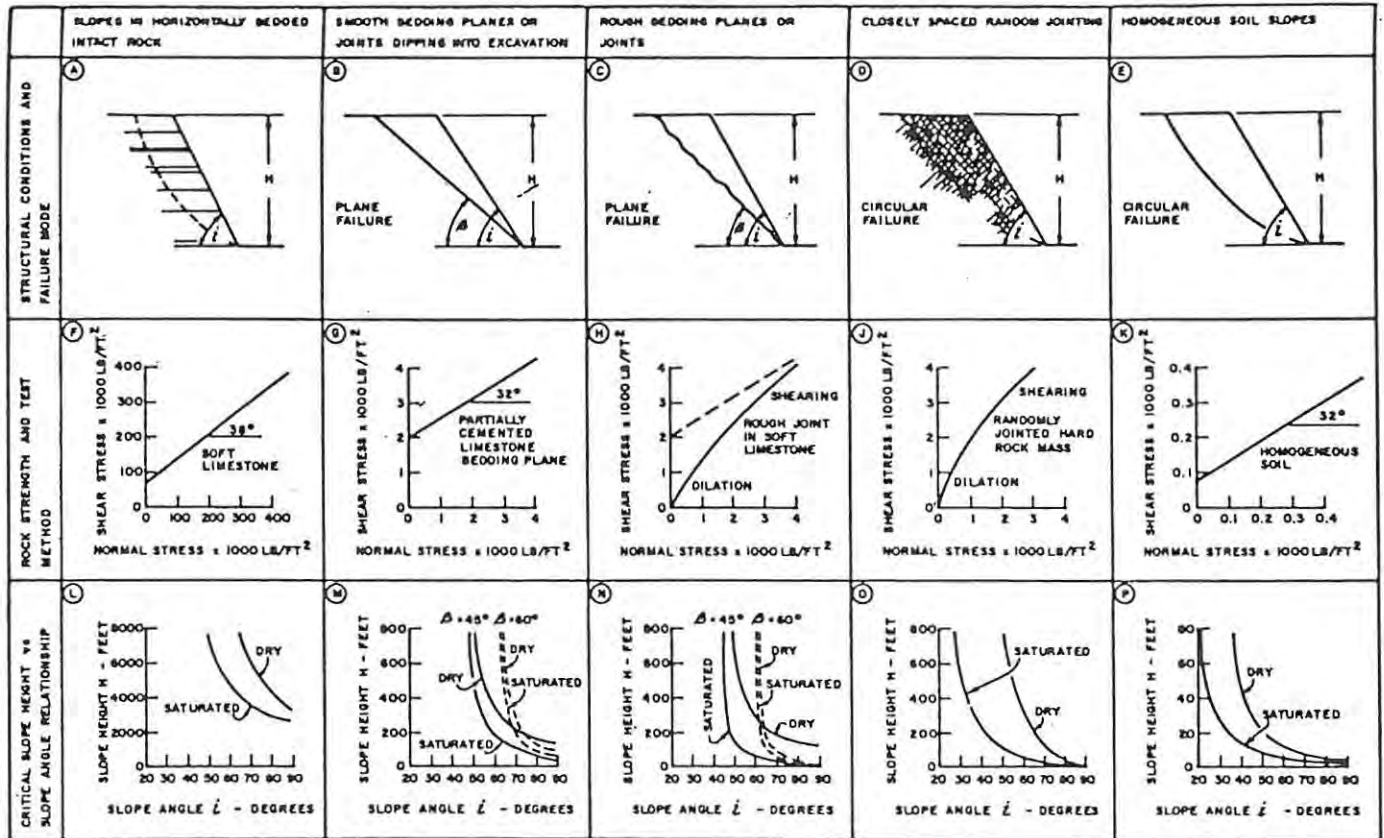 SLOPES IN HORIZONTALLY BEDDED
INTACT ROCK
SMOOTH BEDDING PLANES OR
JOINTS DIPPING INTO EXCAVATION
ROUGH BEDDING PLANES OR
JOINTS
CLOSELY SPACED RANDOM JOINTING
HOMOGENEOUS SOIL SLOPES
STRUCTURAL CONDITIONS AND
FAILURE MODE
A
H
i
B
PLANE
FAILURE
β
i
H
C
PLANE
FAILURE
β
i
H
D
CIRCULAR
FAILURE
i
H
E
CIRCULAR
FAILURE
i
H
ROCK STRENGTH AND TEST
METHOD
F
SHEAR STRESS x 1000 LB/FT.²
400
300
200
100
0
38°
SOFT
LIMESTONE
0 100 200 300 400
NORMAL STRESS x 1000 LB/FT²
G
SHEAR STRESS x 1000 LB/FT²
4
3
2
1
0
32°
PARTIALLY
CEMENTED
LIMESTONE
BEDDING PLANE
0 1 2 3 4
NORMAL STRESS x 1000 LB/FT²
H
SHEAR STRESS x 1000 LB/FT²
4
3
2
1
0
SHEARING
ROUGH JOINT
IN SOFT
LIMESTONE
DILATION
0 1 2 3 4
NORMAL STRESS x 1000 LB/FT²
J
SHEAR STRESS x 1000 LB/FT²
4
3
2
1
0
SHEARING
RANDOMLY
JOINTED HARD
ROCK MASS
DILATION
0 1 2 3 4
NORMAL STRESS x 1000 LB/FT²
K
SHEAR STRESS x 1000 LB/FT²
0.4
0.3
0.2
0.1
0
32°
HOMOGENEOUS
SOIL
0 0.1 0.2 0.3 0.4 0.5
NORMAL STRESS x 1000 LB/FT²
CRITICAL SLOPE HEIGHT vs
SLOPE ANGLE RELATIONSHIP
L
SLOPE HEIGHT H - FEET
8000
6000
4000
2000
0
DRY
SATURATED
20 30 40 50 60 70 80 90
SLOPE ANGLE i - DEGREES
M
SLOPE HEIGHT H - FEET
β = 45° β = 60°
800
600
400
200
0
DRY
DRY
SATURATED
SATURATED
20 30 40 50 60 70 80 90
SLOPE ANGLE i - DEGREES
N
SLOPE HEIGHT H - FEET
β = 45° β = 60°
800
600
400
200
0
DRY
SATURATED
SATURATED
DRY
20 30 40 50 60 70 80 90
SLOPE ANGLE i - DEGREES
O
SLOPE HEIGHT H - FEET
800
600
400
200
0
SATURATED
DRY
20 30 40 50 60 70 80 90
SLOPE ANGLE i - DEGREES
P
SLOPE HEIGHT H - FEET
80
60
40
20
0
DRY
SATURATED
20 30 40 50 60 70 80 90
SLOPE ANGLE i - DEGREES